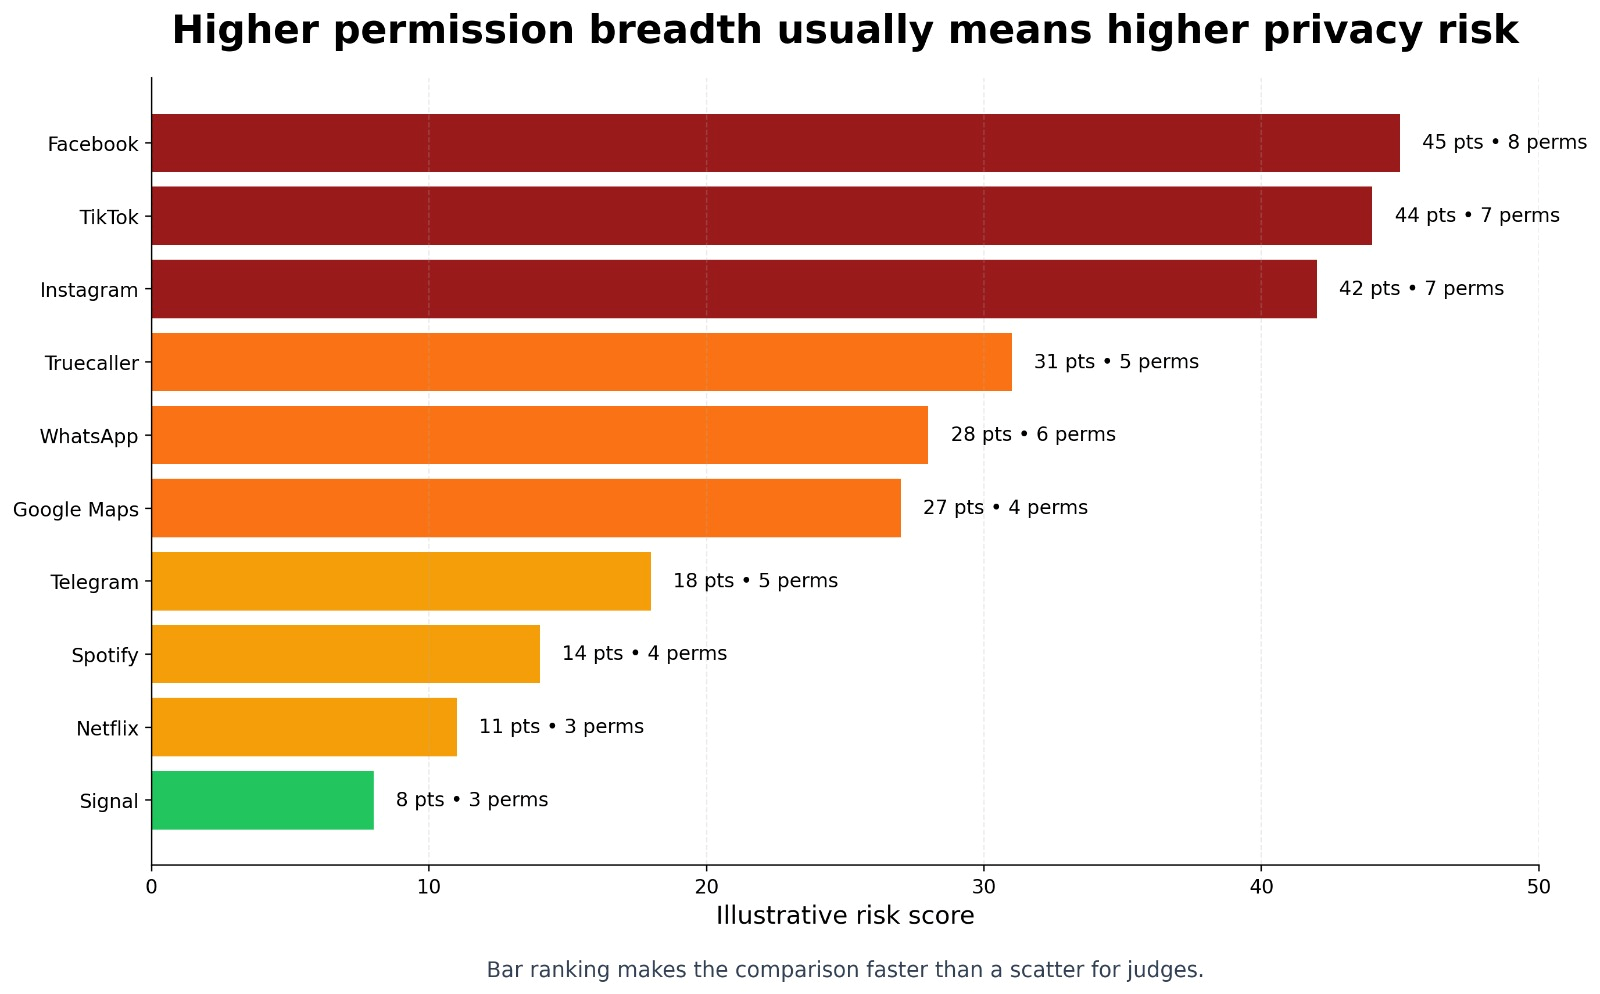 Higher permission breadth usually means higher privacy risk
Facebook 45 pts • 8 perms
TikTok 44 pts • 7 perms
Instagram 42 pts • 7 perms
Truecaller 31 pts • 5 perms
WhatsApp 28 pts • 6 perms
Google Maps 27 pts • 4 perms
Telegram 18 pts • 5 perms
Spotify 14 pts • 4 perms
Netflix 11 pts • 3 perms
Signal 8 pts • 3 perms
0 10 20 30 40 50
Illustrative risk score
Bar ranking makes the comparison faster than a scatter for judges.